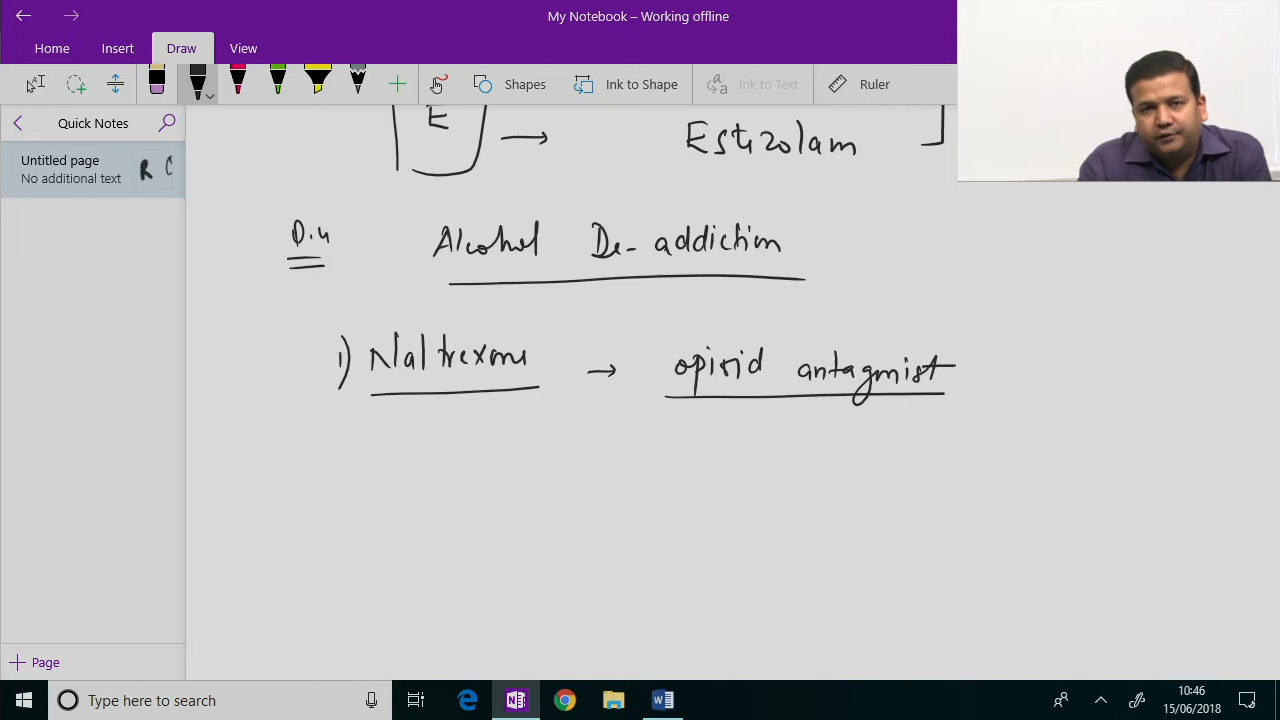 My Notebook – Working offline
Home Insert Draw View
Shapes Ink to Shape Ink to Text Ruler
Quick Notes
E → Estizolam
Untitled page
No additional text
R C
D.4 Alcohol De-addiction
1) Naltrexone → opioid antagonist
+ Page
Type here to search
10:46
15/06/2018